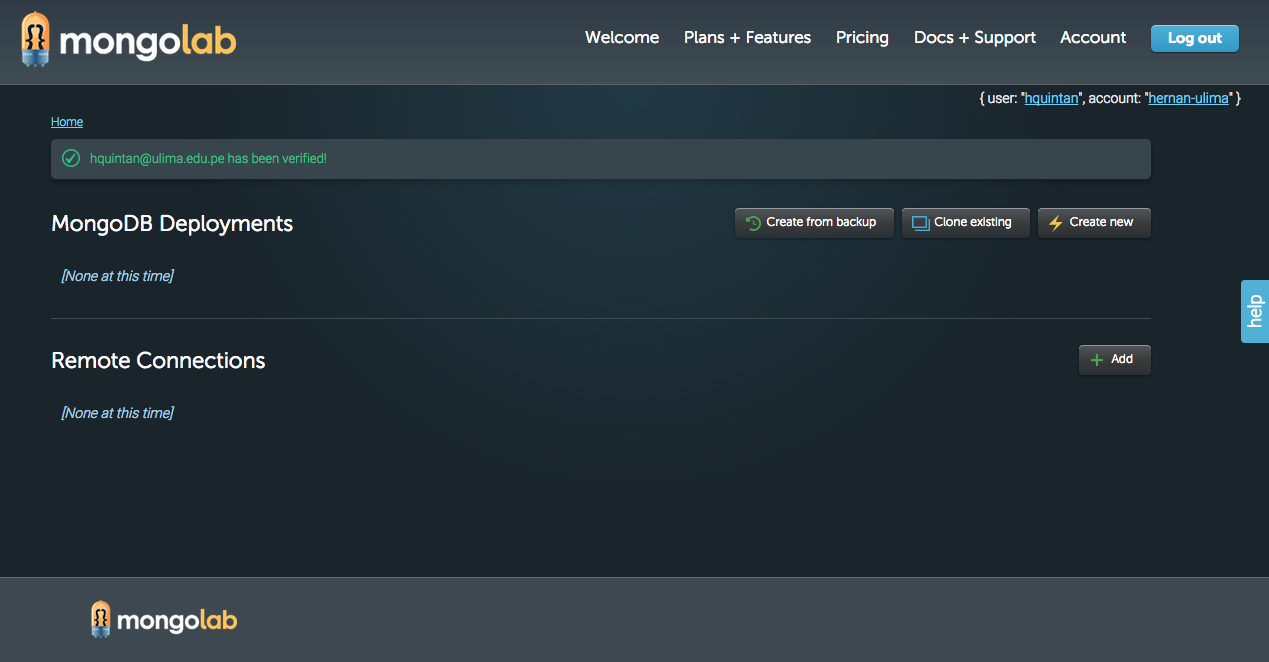 mongolab
Welcome Plans + Features Pricing Docs + Support Account Log out
{ user: "hquintan", account: "hernan-ulima" }
Home
hquintan@ulima.edu.pe has been verified!
MongoDB Deployments Create from backup Clone existing Create new
[None at this time]
help
Remote Connections Add
[None at this time]
mongolab